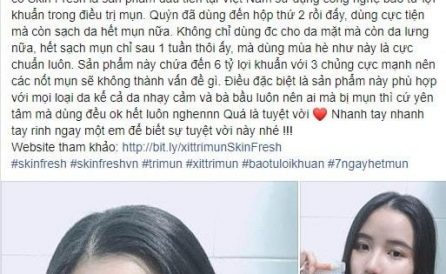 co Skin Fresh là sản phẩm đầu tiên tại Việt Nam sử dụng công nghệ bào tử lợi
khuẩn trong điều trị mụn. Quỳn đã dùng đến hộp thứ 2 rồi đấy, dùng cực tiện
mà còn sạch da hết mụn nữa. Không chỉ dùng đc cho da mặt mà còn da lưng
nữa, hết sạch mụn chỉ sau 1 tuần thôi ấy, mà dùng mùa hè như này là cực
chuẩn luôn. Sản phẩm này chứa đến 6 tỷ lợi khuẩn với 3 chủng cực mạnh nên
các nốt mụn sẽ không thành vấn đề gì. Đià điều đặc biệt là sản phẩm này phù hợp
với mọi loại da kể cả da nhạy cảm và bà bầu luôn nên ai mà bị mụn thì cứ yên
tâm mà dùng đều ok hết luôn nghennn Quá là tuyệt vời ❤ Nhanh tay nhanh
tay rinh ngay một em để biết sự tuyệt vời này nhé !!!
Website tham khảo: http://bit.ly/xittrimunSkinFresh
#skinfresh #skinfreshvn #trimun #xittrimun #baotuloikhuan #7ngayhetmun